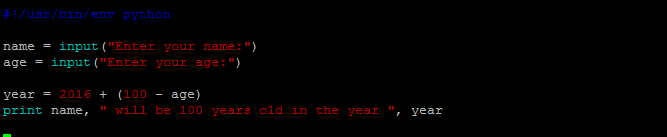 #!/usr/bin/env python
name = input("Enter your name:")
age = input("Enter your age:")
year = 2016 + (100 - age)
print name, " will be 100 years old in the year ", year